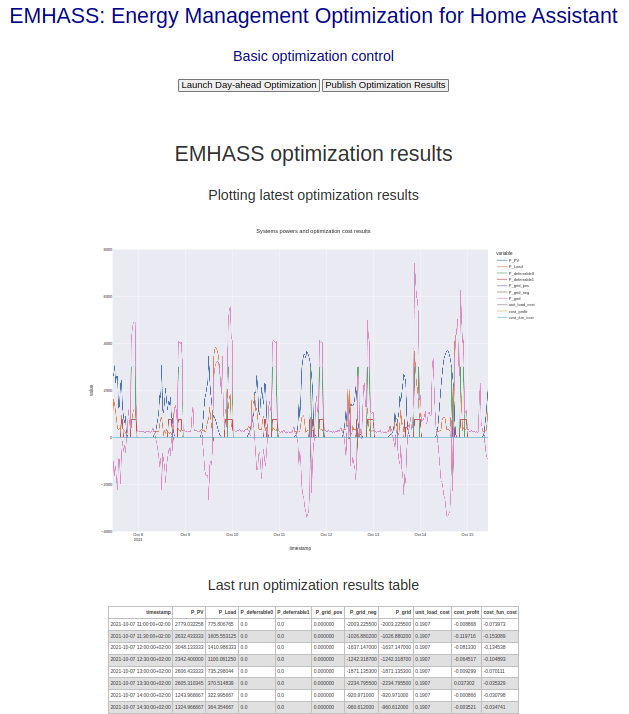 EMHASS: Energy Management Optimization for Home Assistant
Basic optimization control
Launch Day-ahead Optimization Publish Optimization Results
EMHASS optimization results
Plotting latest optimization results
Systems powers and optimization cost results
variable
P_PV
P_Load
P_deferrable0
P_deferrable1
P_grid_pos
P_grid_neg
P_grid
unit_load_cost
cost_profit
cost_fun_cost
value
8000
6000
4000
2000
0
−2000
−4000
Oct 8 Oct 9 Oct 10 Oct 11 Oct 12 Oct 13 Oct 14 Oct 15
2021
timestamp
Last run optimization results table
timestamp P_PV P_Load P_deferrable0 P_deferrable1 P_grid_pos P_grid_neg P_grid unit_load_cost cost_profit cost_fun_cost
2021-10-07 11:00:00+02:00 2779.032258 775.806765 0.0 0.0 0.000000 -2003.225500 -2003.225500 0.1907 -0.008868 -0.073973
2021-10-07 11:30:00+02:00 2632.433333 1605.553125 0.0 0.0 0.000000 -1026.880200 -1026.880200 0.1907 -0.119716 -0.153089
2021-10-07 12:00:00+02:00 3048.133333 1410.986333 0.0 0.0 0.000000 -1637.147000 -1637.147000 0.1907 -0.081330 -0.134538
2021-10-07 12:30:00+02:00 2342.400000 1100.081250 0.0 0.0 0.000000 -1242.318700 -1242.318700 0.1907 -0.064517 -0.104893
2021-10-07 13:00:00+02:00 2606.433333 735.298044 0.0 0.0 0.000000 -1871.135300 -1871.135300 0.1907 -0.009299 -0.070111
2021-10-07 13:30:00+02:00 2605.310345 370.514839 0.0 0.0 0.000000 -2234.795500 -2234.795500 0.1907 0.037302 -0.035329
2021-10-07 14:00:00+02:00 1243.966667 322.995667 0.0 0.0 0.000000 -920.971000 -920.971000 0.1907 -0.000866 -0.030798
2021-10-07 14:30:00+02:00 1324.966667 364.354667 0.0 0.0 0.000000 -960.612000 -960.612000 0.1907 -0.003521 -0.034741